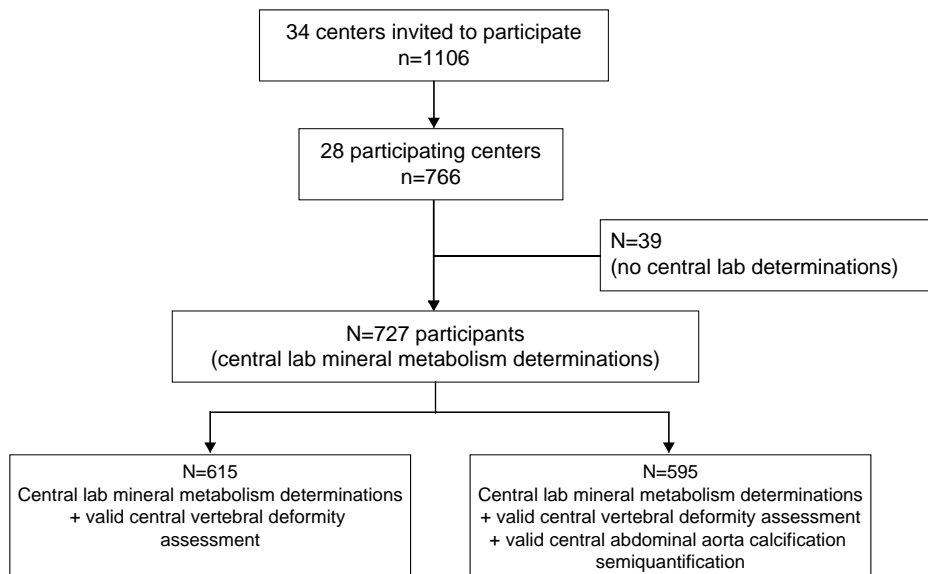 34 centers invited to participate
n=1106
28 participating centers
n=766
N=39
(no central lab determinations)
N=727 participants
(central lab mineral metabolism determinations)
N=615
Central lab mineral metabolism determinations
+ valid central vertebral deformity
assessment
N=595
Central lab mineral metabolism determinations
+ valid central vertebral deformity assessment
+ valid central abdominal aorta calcification
semiquantification